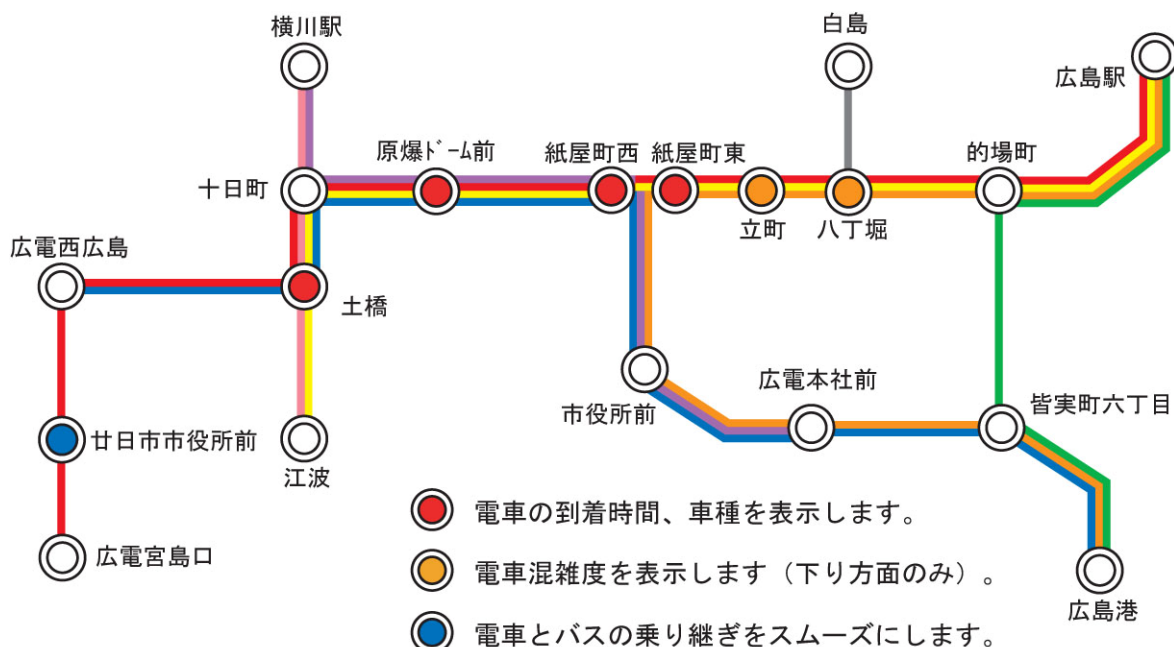 横川駅
白島
広島駅
原爆ﾄﾞｰﾑ前
紙屋町西
紙屋町東
的場町
十日町
立町
八丁堀
広電西広島
土橋
市役所前
広電本社前
皆実町六丁目
廿日市市役所前
江波
電車の到着時間、車種を表示します。
広電宮島口
電車混雑度を表示します（下り方面のみ）。
広島港
電車とバスの乗り継ぎをスムーズにします。